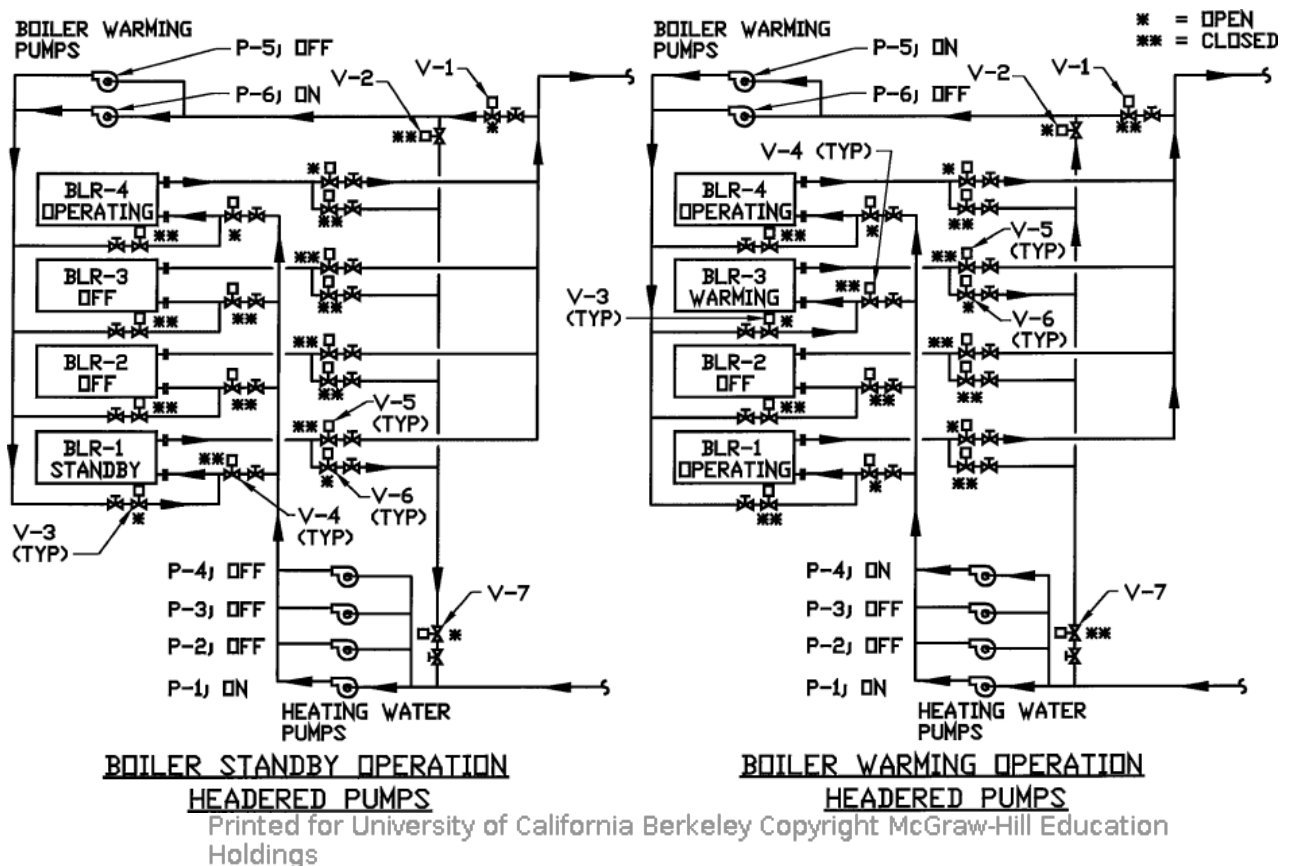 BOILER WARMING
PUMPS
P-5; OFF
P-6; ON
V-2
V-1
**
*
BLR-4
OPERATING
*
**
**
*
BLR-3
OFF
**
**
**
**
BLR-2
OFF
**
**
**
**
BLR-1
STANDBY
**
*
V-5
(TYP)
V-6
(TYP)
**
V-4
(TYP)
V-3
(TYP)
*
P-4; OFF
P-3; OFF
P-2; OFF
P-1; ON
V-7
*
HEATING WATER
PUMPS
BOILER STANDBY OPERATION
HEADERED PUMPS
* = OPEN
** = CLOSED
BOILER WARMING
PUMPS
P-5; ON
P-6; OFF
V-2
V-1
*
**
V-4 (TYP)
BLR-4
OPERATING
*
**
**
*
V-5
(TYP)
BLR-3
WARMING
**
**
*
V-6
(TYP)
V-3
(TYP)
*
BLR-2
OFF
**
**
**
**
BLR-1
OPERATING
*
**
*
**
P-4; ON
P-3; OFF
P-2; OFF
P-1; ON
V-7
**
HEATING WATER
PUMPS
BOILER WARMING OPERATION
HEADERED PUMPS
Printed for University of California Berkeley Copyright McGraw-Hill Education
Holdings